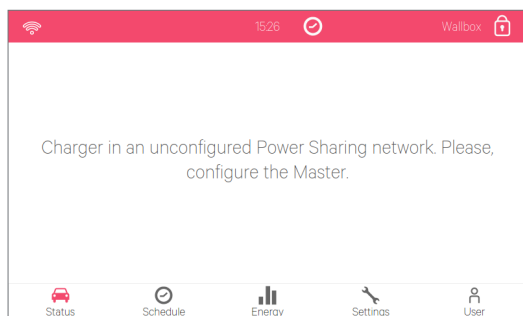 15:26 Wallbox
Charger in an unconfigured Power Sharing network. Please,
configure the Master.
Status Schedule Energy Settings User